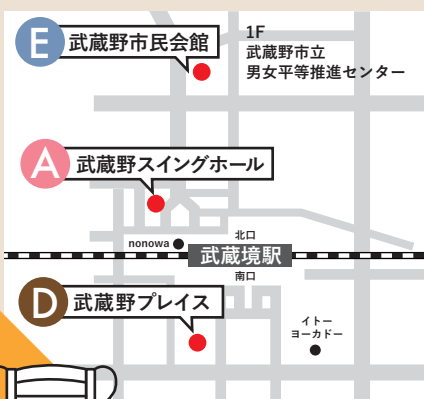 E 武蔵野市民会館
1F
武蔵野市立
男女平等推進センター
A 武蔵野スイングホール
北口
nonowa
武蔵境駅
南口
D 武蔵野プレイス
イトー
ヨーカドー